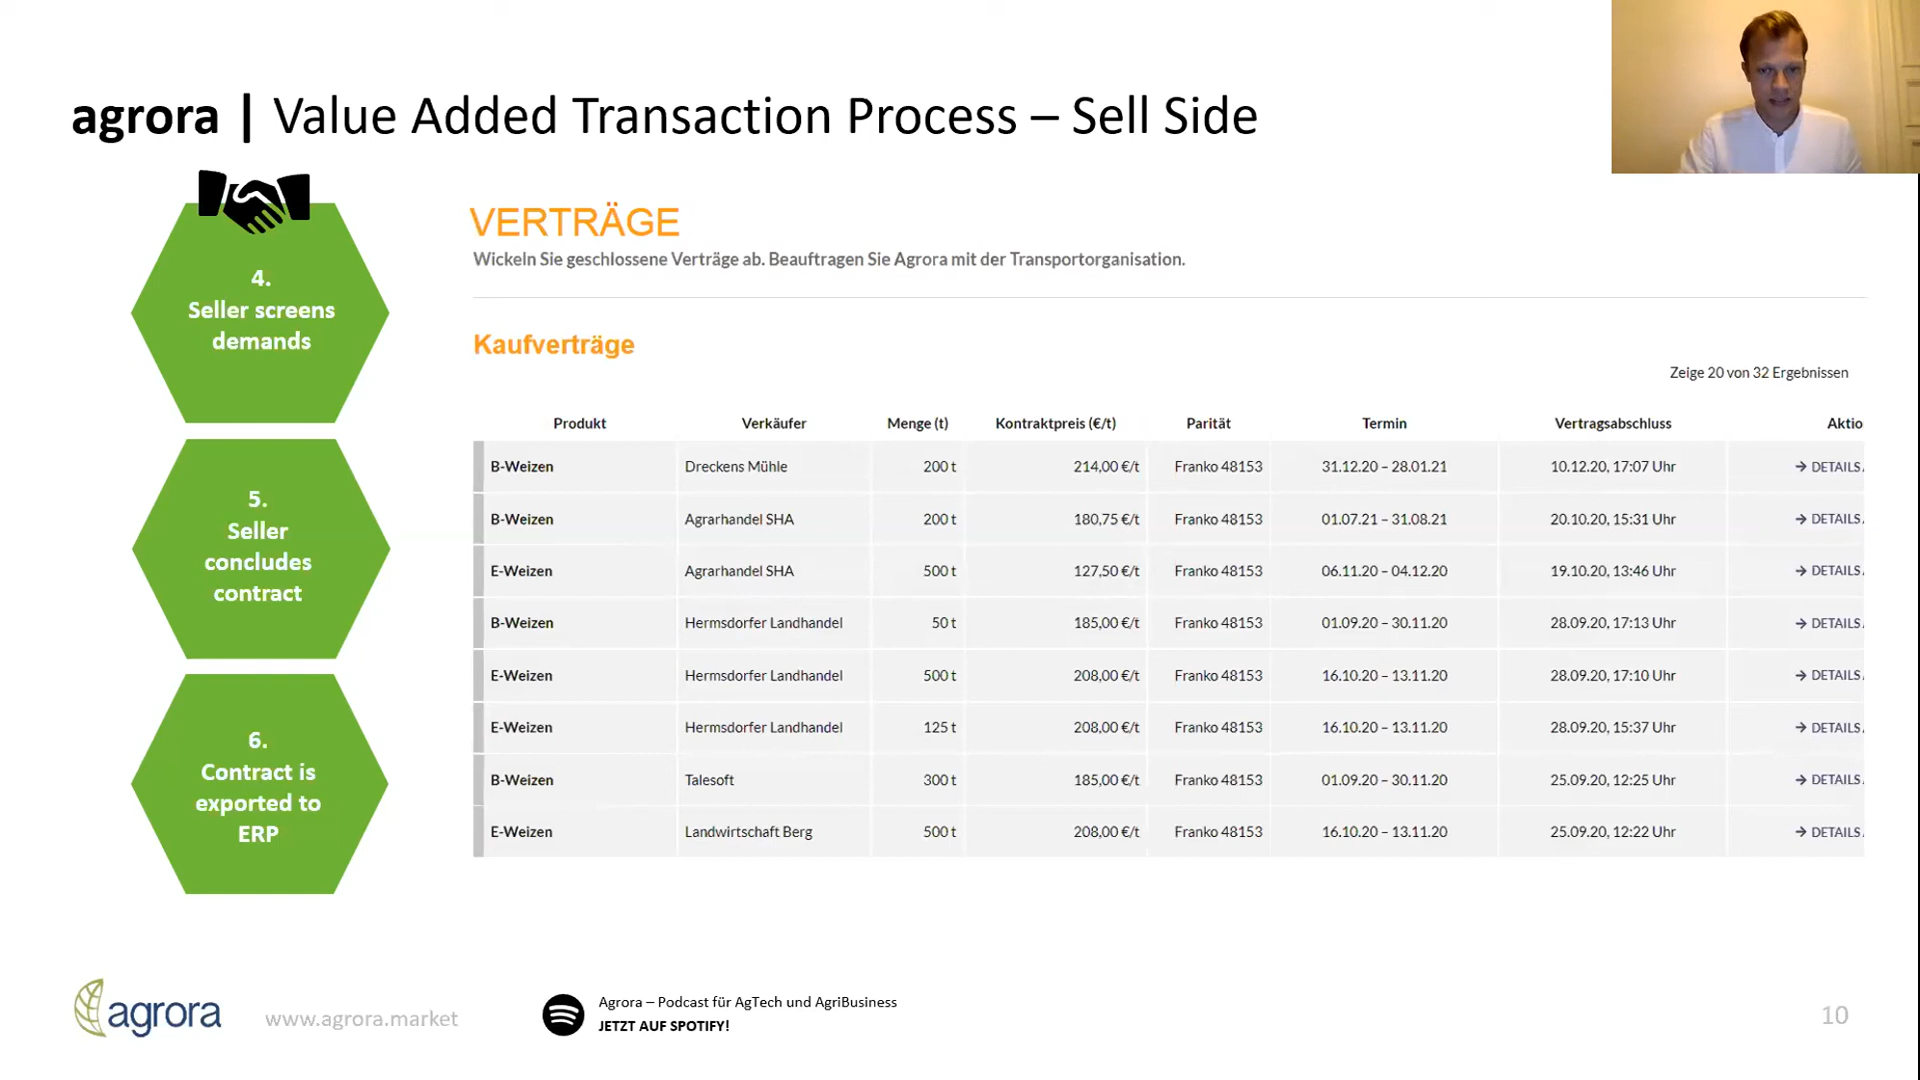 agrora | Value Added Transaction Process – Sell Side
4.
Seller screens
demands
5.
Seller
concludes
contract
6.
Contract is
exported to
ERP
VERTRÄGE
Wickeln Sie geschlossene Verträge ab. Beauftragen Sie Agrora mit der Transportorganisation.
Kaufverträge
Zeige 20 von 32 Ergebnissen
Produkt Verkäufer Menge (t) Kontraktpreis (€/t) Parität Termin Vertragsabschluss Aktio
B-Weizen Dreckens Mühle 200 t 214,00 €/t Franko 48153 31.12.20 – 28.01.21 10.12.20, 17:07 Uhr → DETAILS
B-Weizen Agrarhandel SHA 200 t 180,75 €/t Franko 48153 01.07.21 – 31.08.21 20.10.20, 15:31 Uhr → DETAILS
E-Weizen Agrarhandel SHA 500 t 127,50 €/t Franko 48153 06.11.20 – 04.12.20 19.10.20, 13:46 Uhr → DETAILS
B-Weizen Hermsdorfer Landhandel 50 t 185,00 €/t Franko 48153 01.09.20 – 30.11.20 28.09.20, 17:13 Uhr → DETAILS
E-Weizen Hermsdorfer Landhandel 500 t 208,00 €/t Franko 48153 16.10.20 – 13.11.20 28.09.20, 17:10 Uhr → DETAILS
E-Weizen Hermsdorfer Landhandel 125 t 208,00 €/t Franko 48153 16.10.20 – 13.11.20 28.09.20, 15:37 Uhr → DETAILS
B-Weizen Talesoft 300 t 185,00 €/t Franko 48153 01.09.20 – 30.11.20 25.09.20, 12:25 Uhr → DETAILS
E-Weizen Landwirtschaft Berg 500 t 208,00 €/t Franko 48153 16.10.20 – 13.11.20 25.09.20, 12:22 Uhr → DETAILS
agrora
www.agrora.market
Agrora – Podcast für AgTech und AgriBusiness
JETZT AUF SPOTIFY!
10